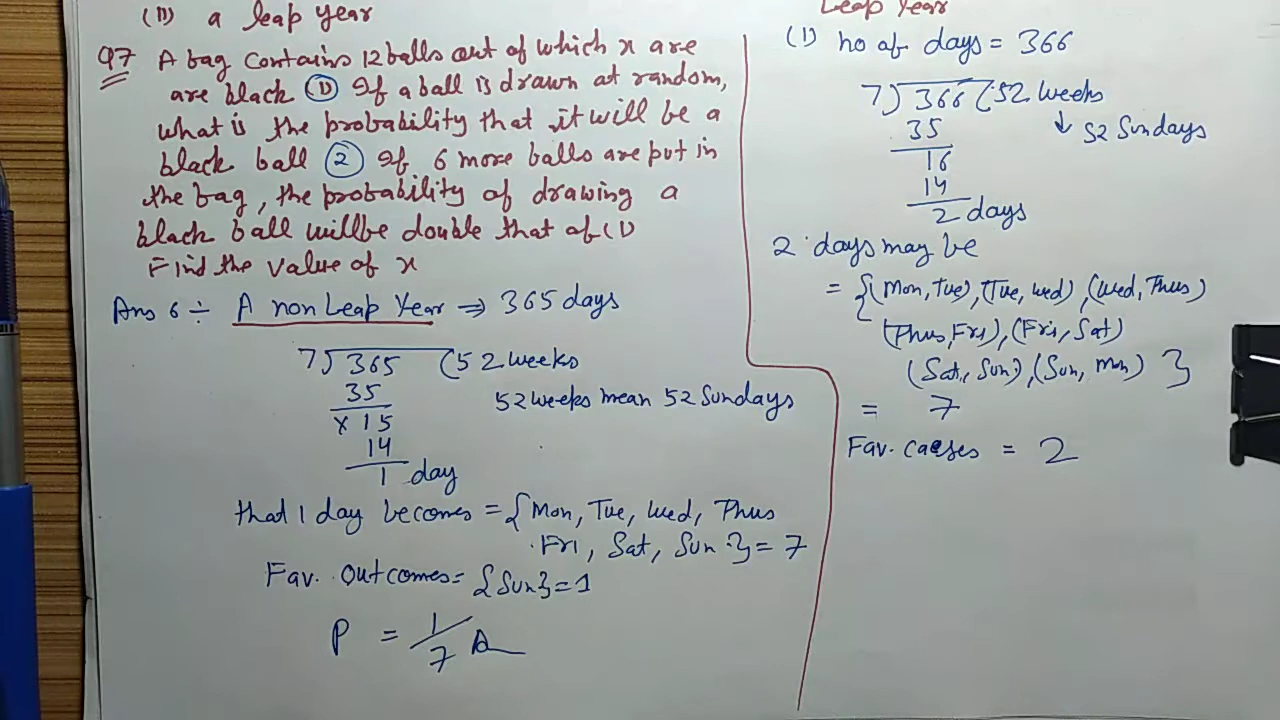 (II) a leap year
Q7 A bag contains 12 balls out of which x are
are black (1) If a ball is drawn at random,
what is the probability that it will be a
black ball (2) If 6 more balls are put in
the bag, the probability of drawing a
black ball will be double that of (1)
Find the value of x
Ans 6 ÷ A non Leap Year ⇒ 365 days
7) 365 (52 weeks
35
52 weeks mean 52 Sundays
x 15
14
1 day
that 1 day becomes = {Mon, Tue, Wed, Thus
Fri, Sat, Sun } = 7
Fav. Outcomes = {Sun} = 1
P = 1/7 A
Leap Year
(1) no of days = 366
7) 366 (52 weeks
35 ↓ 52 Sundays
16
14
2 days
2 days may be
= {(Mon, Tue), (Tue, Wed), (Wed, Thus)
(Thus, Fri), (Fri, Sat)
(Sat, Sun), (Sun, Mon) }
= 7
Fav. cases = 2